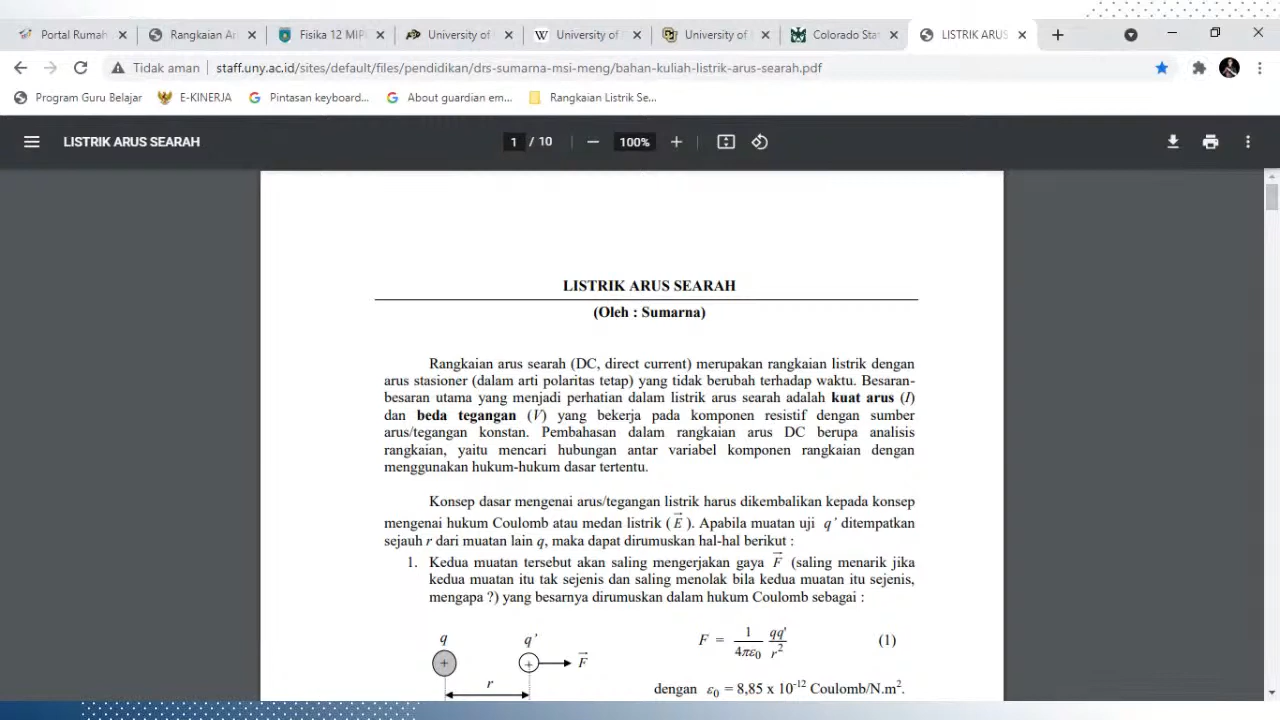 Portal Rumah
Rangkaian Ar
Fisika 12 MIP
University of
University of
University of
Colorado Sta
LISTRIK ARUS
Tidak aman
staff.uny.ac.id/sites/default/files/pendidikan/drs-sumarna-msi-meng/bahan-kuliah-listrik-arus-searah.pdf
Program Guru Belajar
E-KINERJA
Pintasan keyboard...
About guardian em...
Rangkaian Listrik Se...
LISTRIK ARUS SEARAH
1 / 10
100%
LISTRIK ARUS SEARAH
(Oleh : Sumarna)
Rangkaian arus searah (DC, direct current) merupakan rangkaian listrik dengan
arus stasioner (dalam arti polaritas tetap) yang tidak berubah terhadap waktu. Besaran-
besaran utama yang menjadi perhatian dalam listrik arus searah adalah kuat arus (I)
dan beda tegangan (V) yang bekerja pada komponen resistif dengan sumber
arus/tegangan konstan. Pembahasan dalam rangkaian arus DC berupa analisis
rangkaian, yaitu mencari hubungan antar variabel komponen rangkaian dengan
menggunakan hukum-hukum dasar tertentu.
Konsep dasar mengenai arus/tegangan listrik harus dikembalikan kepada konsep
mengenai hukum Coulomb atau medan listrik (E⃗). Apabila muatan uji q' ditempatkan
sejauh r dari muatan lain q, maka dapat dirumuskan hal-hal berikut :
1. Kedua muatan tersebut akan saling mengerjakan gaya F⃗ (saling menarik jika
kedua muatan itu tak sejenis dan saling menolak bila kedua muatan itu sejenis,
mengapa ?) yang besarnya dirumuskan dalam hukum Coulomb sebagai :
q q'
+ + F⃗
r
F = 1/4πε₀ qq'/r² (1)
dengan ε₀ = 8,85 x 10⁻¹² Coulomb/N.m².